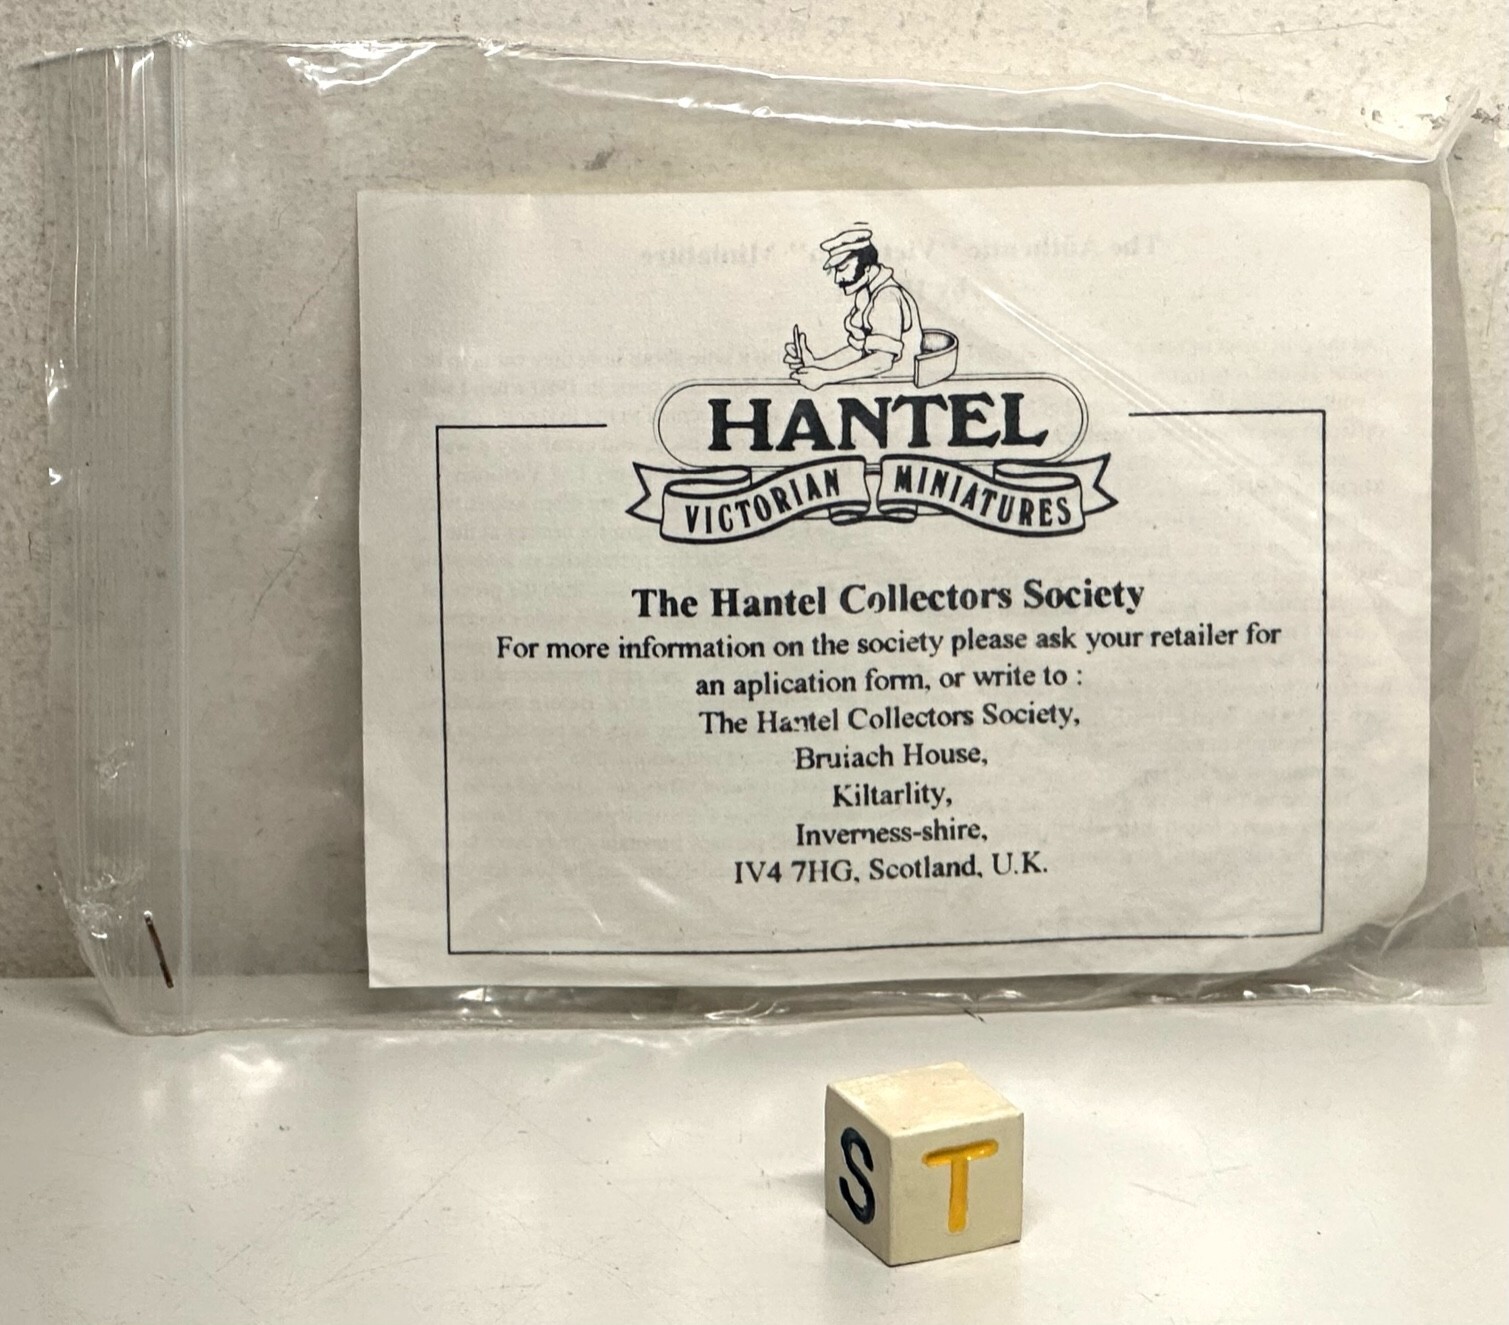 HANTEL
VICTORIAN MINIATURES
The Hantel Collectors Society
For more information on the society please ask your retailer for
an aplication form, or write to :
The Hantel Collectors Society,
Bruiach House,
Kiltarlity,
Inverness-shire,
IV4 7HG, Scotland, U.K.
S T